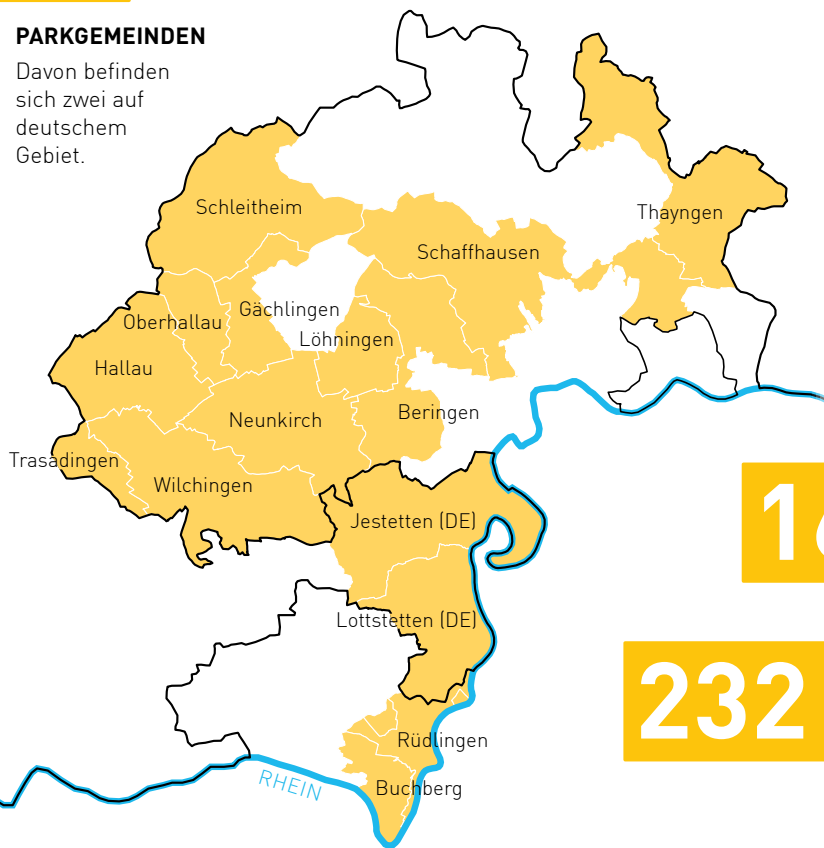 PARKGEMEINDEN
Davon befinden
sich zwei auf
deutschem
Gebiet.
Schleitheim
Thayngen
Schaffhausen
Gächlingen
Oberhallau
Löhningen
Hallau
Beringen
Neunkirch
Trasadingen
Wilchingen
Jestetten (DE)
Lottstetten (DE)
Rüdlingen
Buchberg
RHEIN
1
232